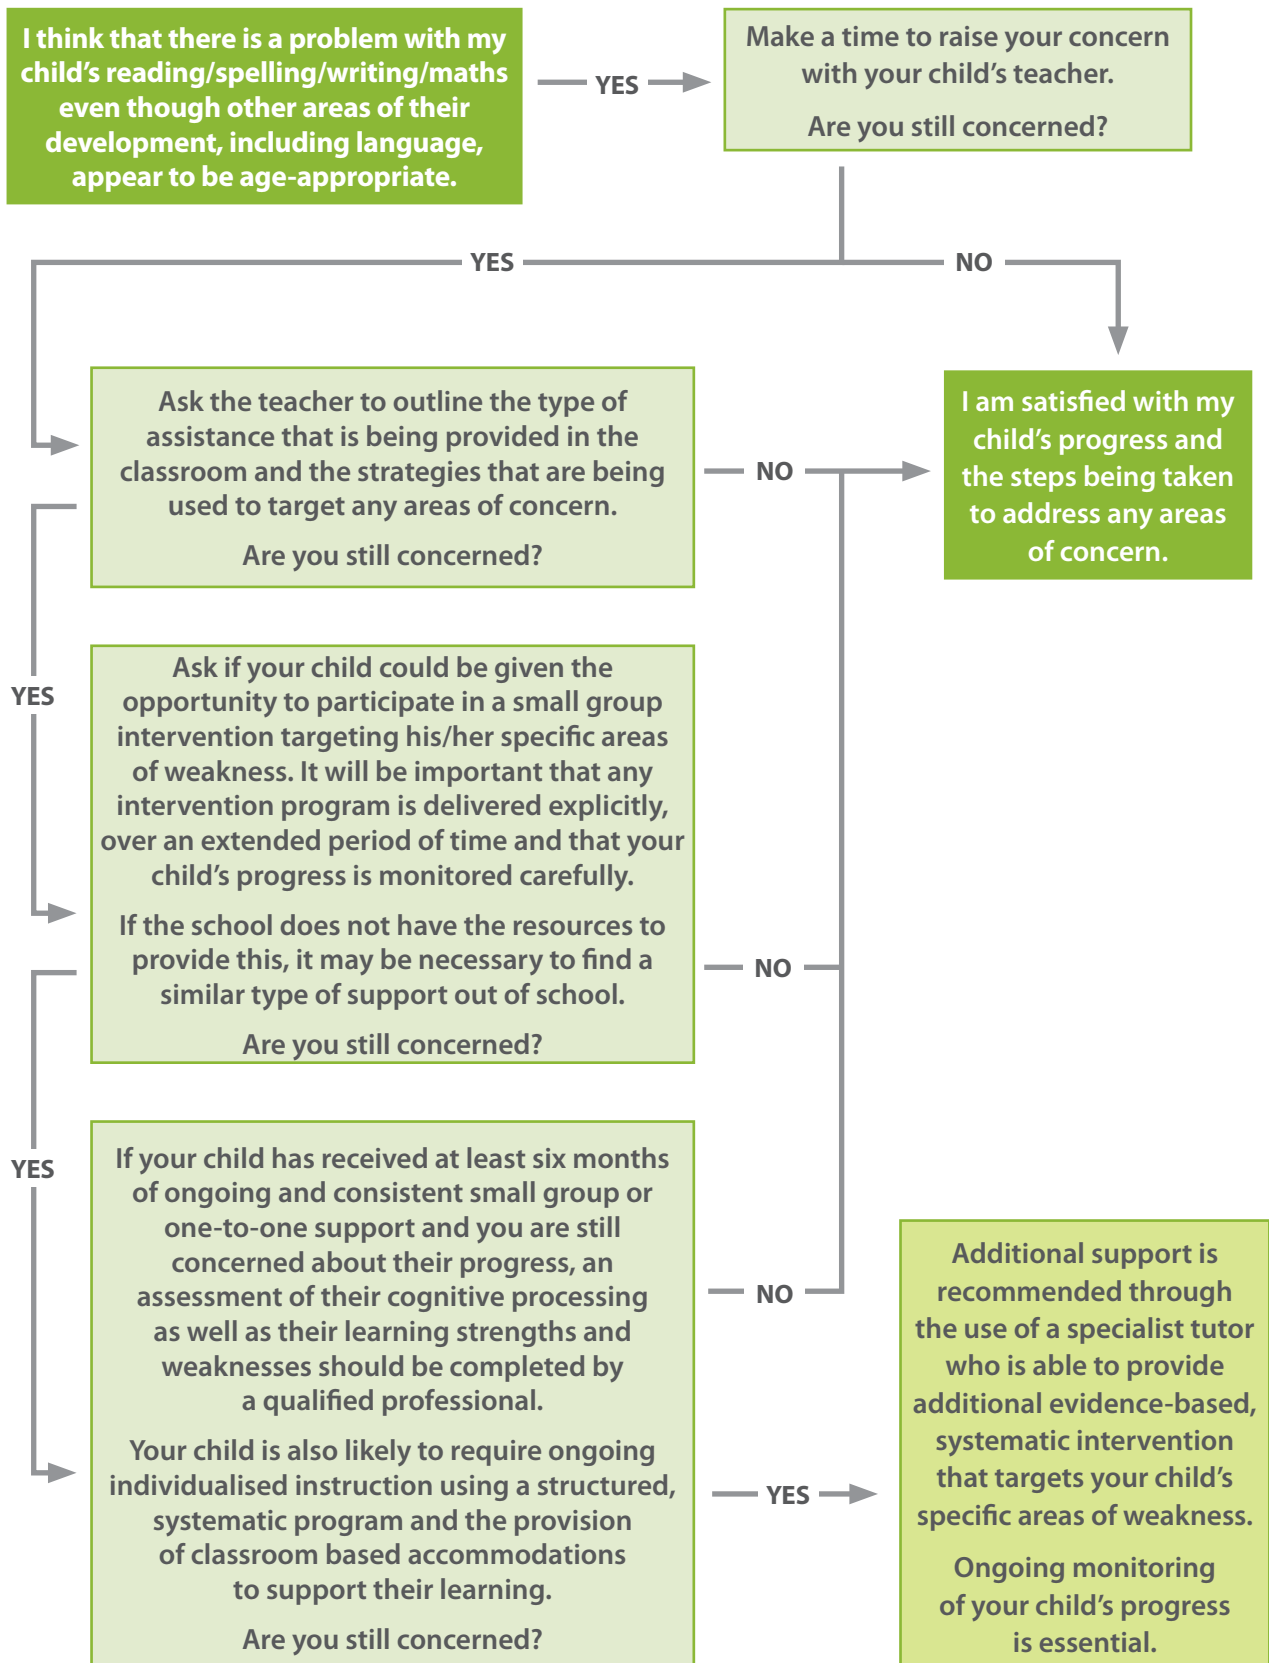 I think that there is a problem with my
child's reading/spelling/writing/maths
even though other areas of their
development, including language,
appear to be age-appropriate.
YES
Make a time to raise your concern
with your child's teacher.
Are you still concerned?
YES
NO
Ask the teacher to outline the type of
assistance that is being provided in the
classroom and the strategies that are being
used to target any areas of concern.
Are you still concerned?
NO
I am satisfied with my
child's progress and
the steps being taken
to address any areas
of concern.
YES
Ask if your child could be given the
opportunity to participate in a small group
intervention targeting his/her specific areas
of weakness. It will be important that any
intervention program is delivered explicitly,
over an extended period of time and that your
child's progress is monitored carefully.
If the school does not have the resources to
provide this, it may be necessary to find a
similar type of support out of school.
Are you still concerned?
NO
YES
If your child has received at least six months
of ongoing and consistent small group or
one-to-one support and you are still
concerned about their progress, an
assessment of their cognitive processing
as well as their learning strengths and
weaknesses should be completed by
a qualified professional.
Your child is also likely to require ongoing
individualised instruction using a structured,
systematic program and the provision
of classroom based accommodations
to support their learning.
Are you still concerned?
NO
YES
Additional support is
recommended through
the use of a specialist tutor
who is able to provide
additional evidence-based,
systematic intervention
that targets your child's
specific areas of weakness.
Ongoing monitoring
of your child's progress
is essential.